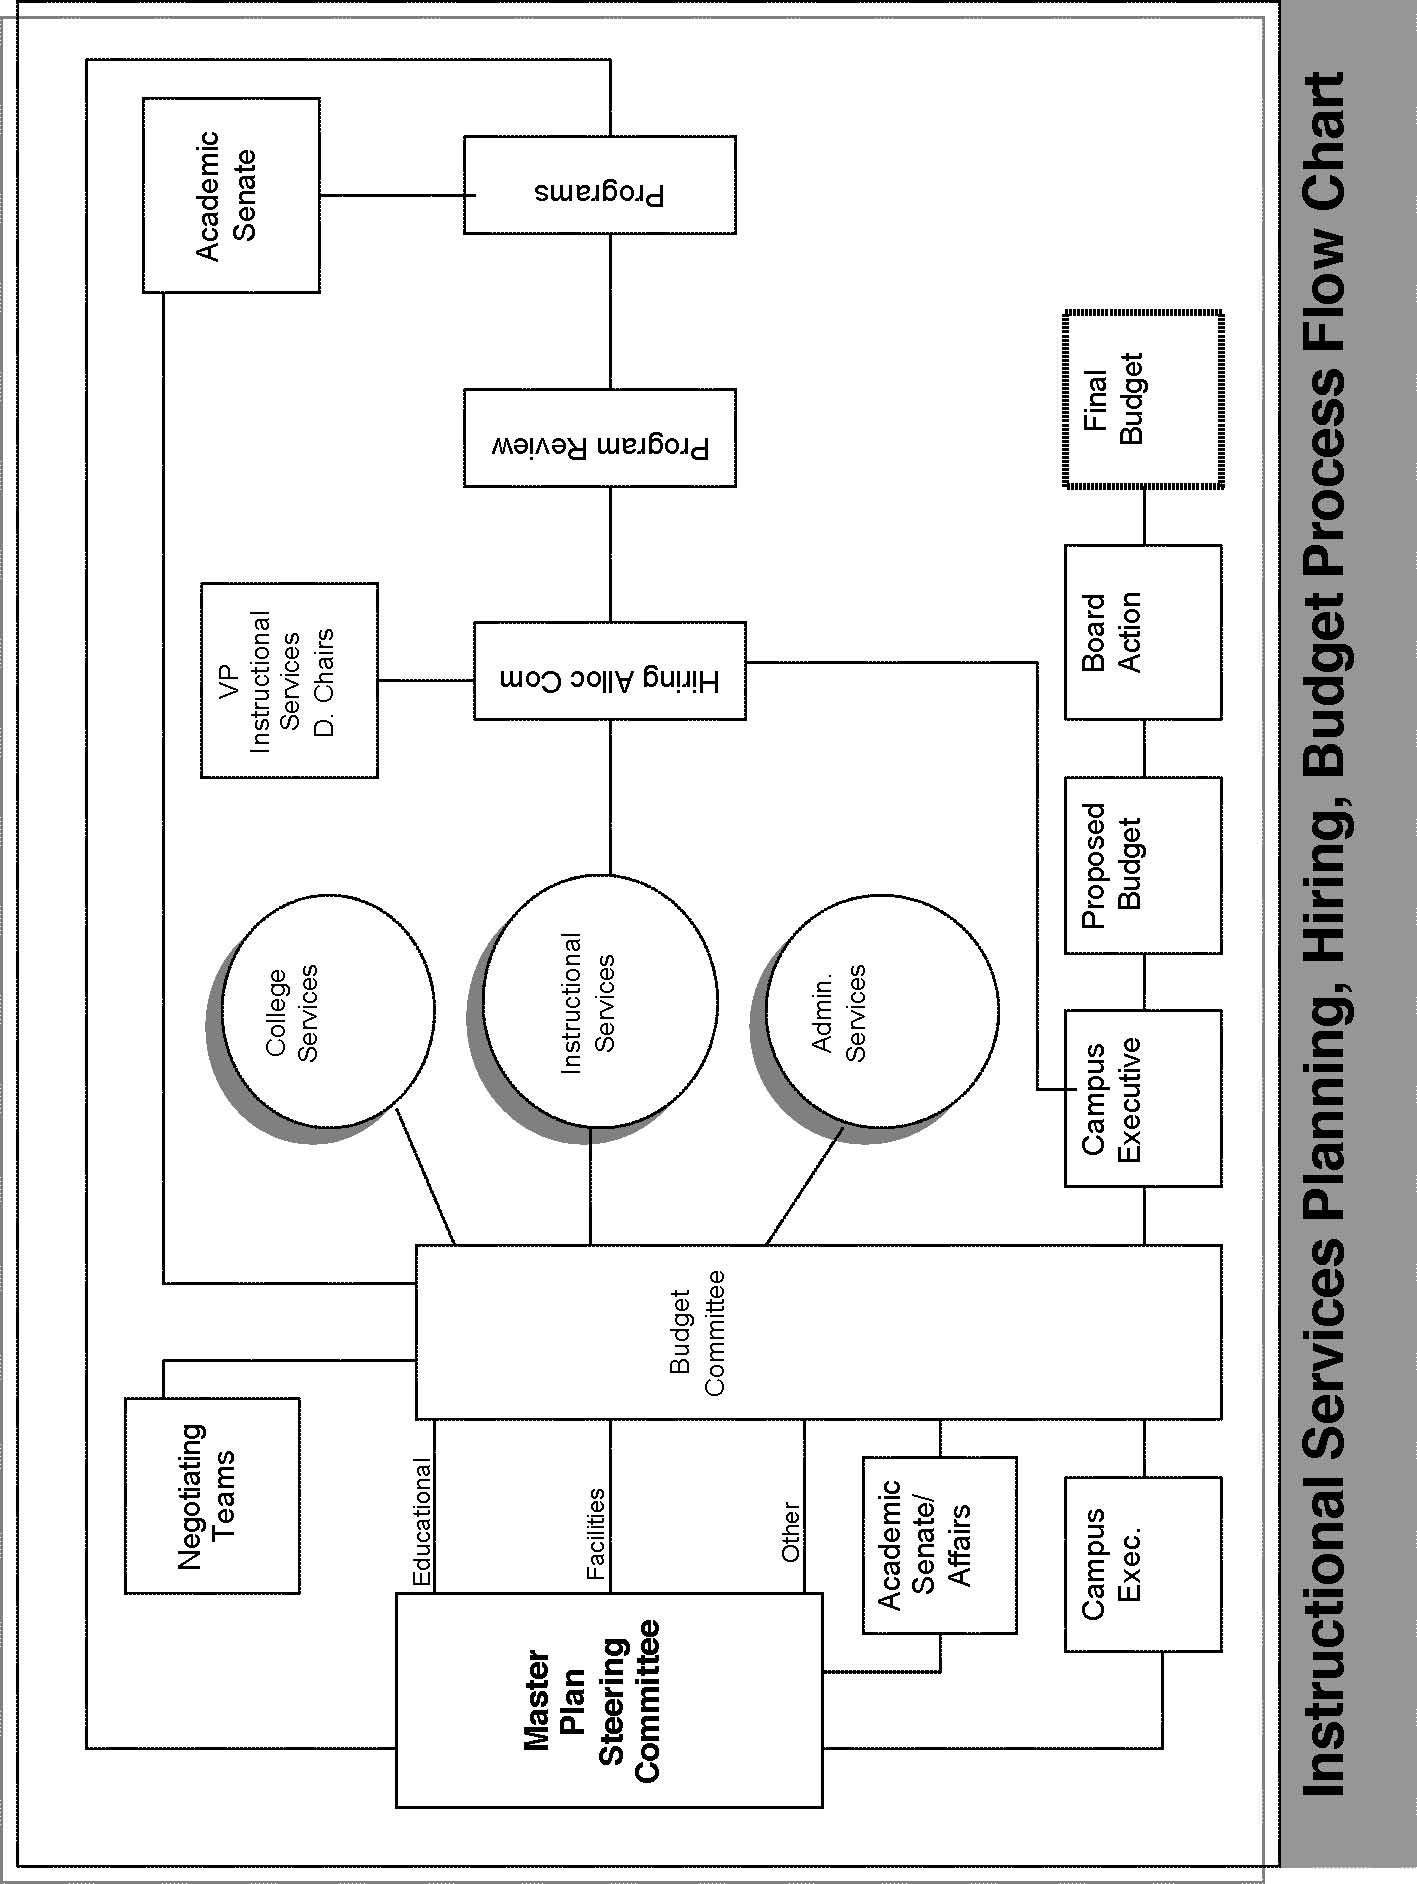 Instructional Services Planning, Hiring, Budget Process Flow Chart
Master
Plan
Steering
Committee
Educational
Facilities
Other
Negotiating
Teams
Academic
Senate/
Affairs
Campus
Exec.
Budget
Committee
College
Services
Instructional
Services
Admin.
Services
Campus
Executive
Proposed
Budget
Board
Action
Final
Budget
VP
Instructional
Services
D. Chairs
Hiring Alloc Com
Program Review
Programs
Academic
Senate